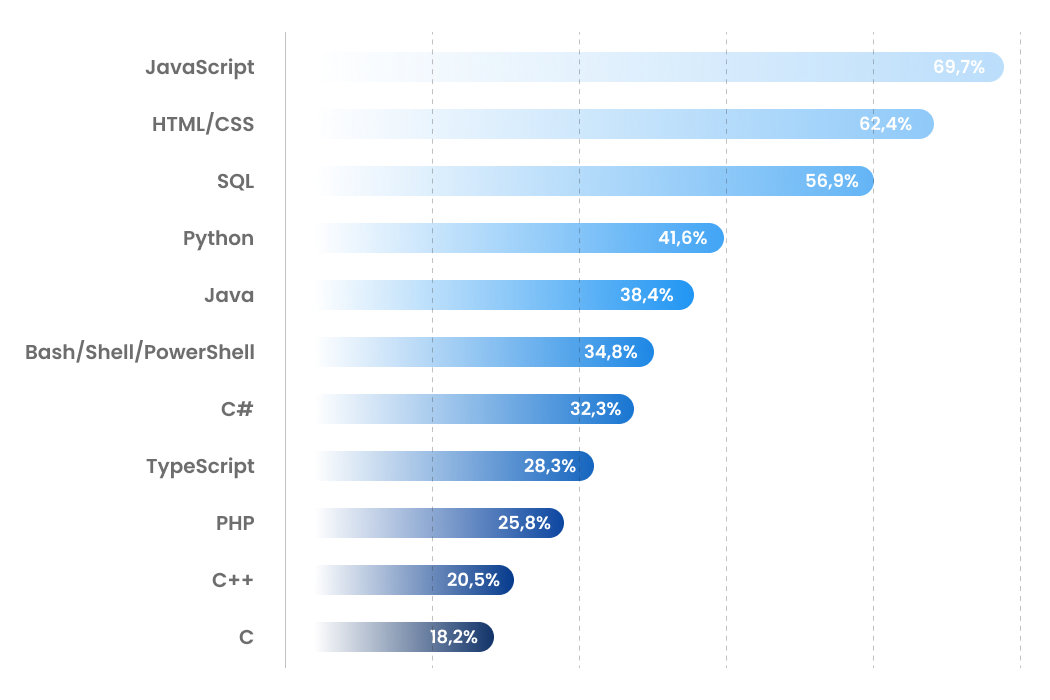 JavaScript 69,7%
HTML/CSS 62,4%
SQL 56,9%
Python 41,6%
Java 38,4%
Bash/Shell/PowerShell 34,8%
C# 32,3%
TypeScript 28,3%
PHP 25,8%
C++ 20,5%
C 18,2%